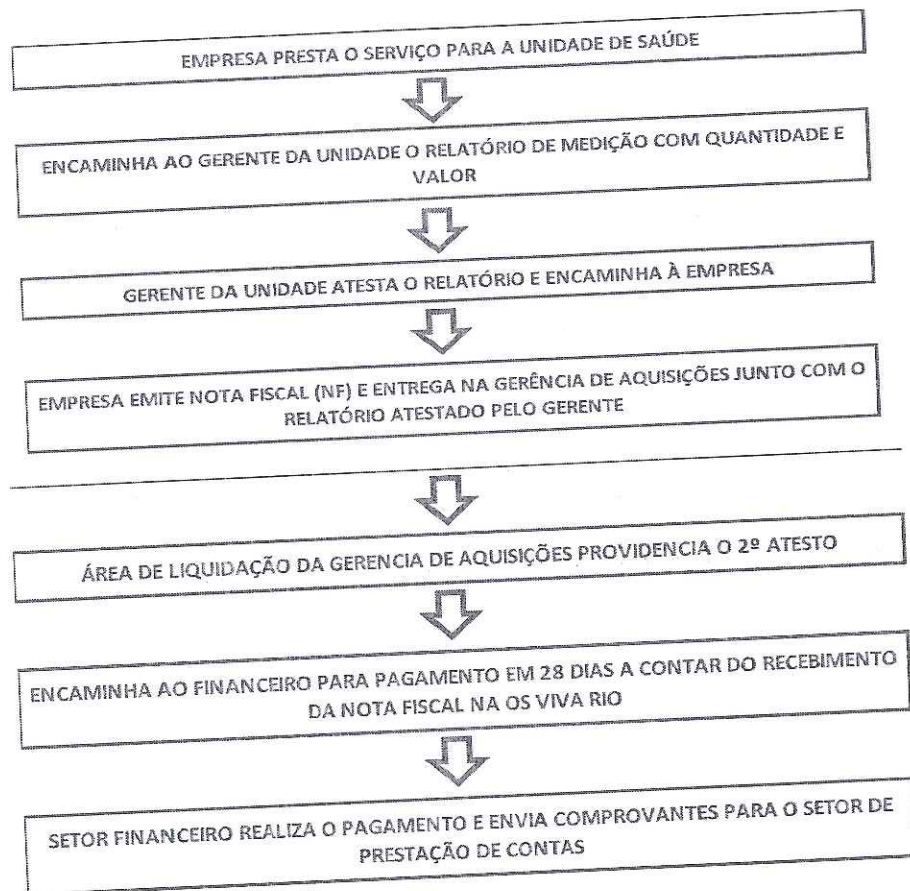 EMPRESA PRESTA O SERVIÇO PARA A UNIDADE DE SAÚDE
ENCAMINHA AO GERENTE DA UNIDADE O RELATÓRIO DE MEDIÇÃO COM QUANTIDADE E
VALOR
GERENTE DA UNIDADE ATESTA O RELATÓRIO E ENCAMINHA À EMPRESA
EMPRESA EMITE NOTA FISCAL (NF) E ENTREGA NA GERÊNCIA DE AQUISIÇÕES JUNTO COM O
RELATÓRIO ATESTADO PELO GERENTE
ÁREA DE LIQUIDAÇÃO DA GERENCIA DE AQUISIÇÕES PROVIDENCIA O 2º ATESTO
ENCAMINHA AO FINANCEIRO PARA PAGAMENTO EM 28 DIAS A CONTAR DO RECEBIMENTO
DA NOTA FISCAL NA OS VIVA RIO
SETOR FINANCEIRO REALIZA O PAGAMENTO E ENVIA COMPROVANTES PARA O SETOR DE
PRESTAÇÃO DE CONTAS